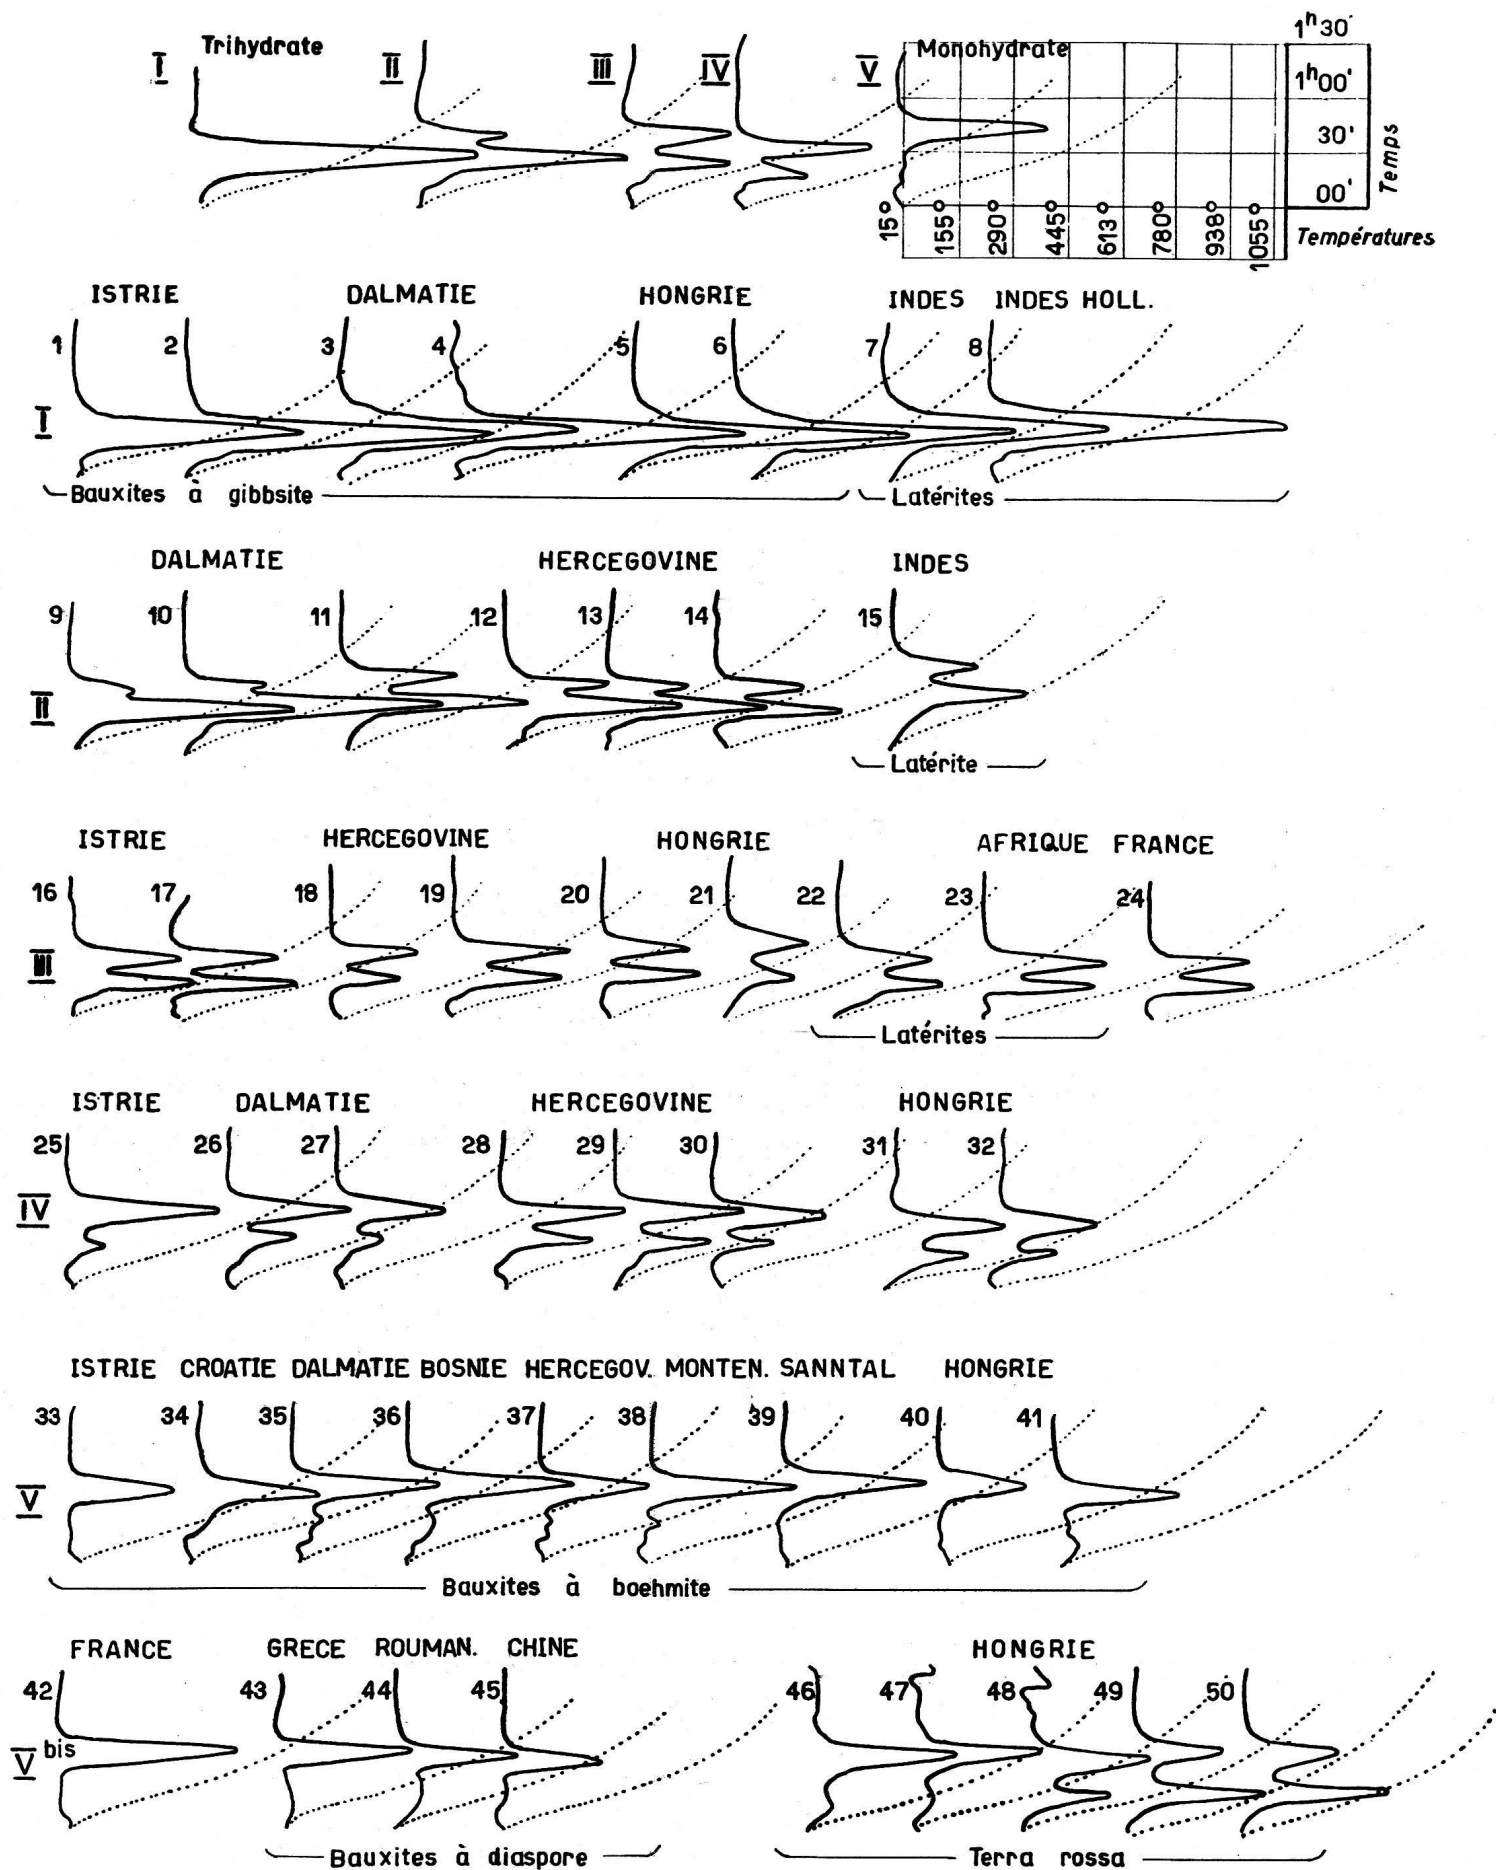 I Trihydrate II III IV V Monohydrate 1h30'
1h00'
30'
00'
Temps
15° 155° 290° 445° 613° 780° 938° 1055° Températures
ISTRIE DALMATIE HONGRIE INDES INDES HOLL.
1 2 3 4 5 6 7 8
I
Bauxites à gibbsite Latérites
DALMATIE HERCEGOVINE INDES
9 10 11 12 13 14 15
II
Latérite
ISTRIE HERCEGOVINE HONGRIE AFRIQUE FRANCE
16 17 18 19 20 21 22 23 24
III
Latérites
ISTRIE DALMATIE HERCEGOVINE HONGRIE
25 26 27 28 29 30 31 32
IV
ISTRIE CROATIE DALMATIE BOSNIE HERCEGOV. MONTEN. SANNTAL HONGRIE
33 34 35 36 37 38 39 40 41
V
Bauxites à boehmite
FRANCE GRECE ROUMAN. CHINE HONGRIE
42 43 44 45 46 47 48 49 50
V bis
Bauxites à diaspore Terra rossa